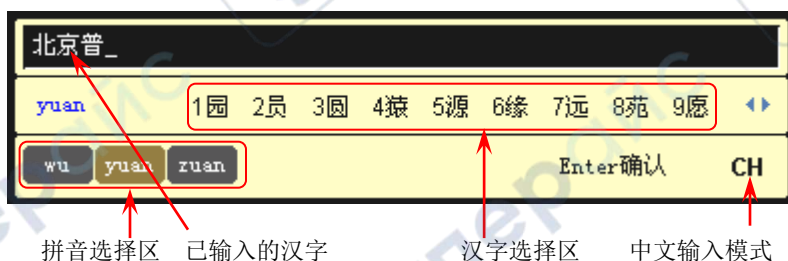 北京普_
yuan 1园 2员 3圆 4猿 5源 6缘 7远 8苑 9愿
wu yuan zuan Enter确认 CH
拼音选择区 已输入的汉字 汉字选择区 中文输入模式